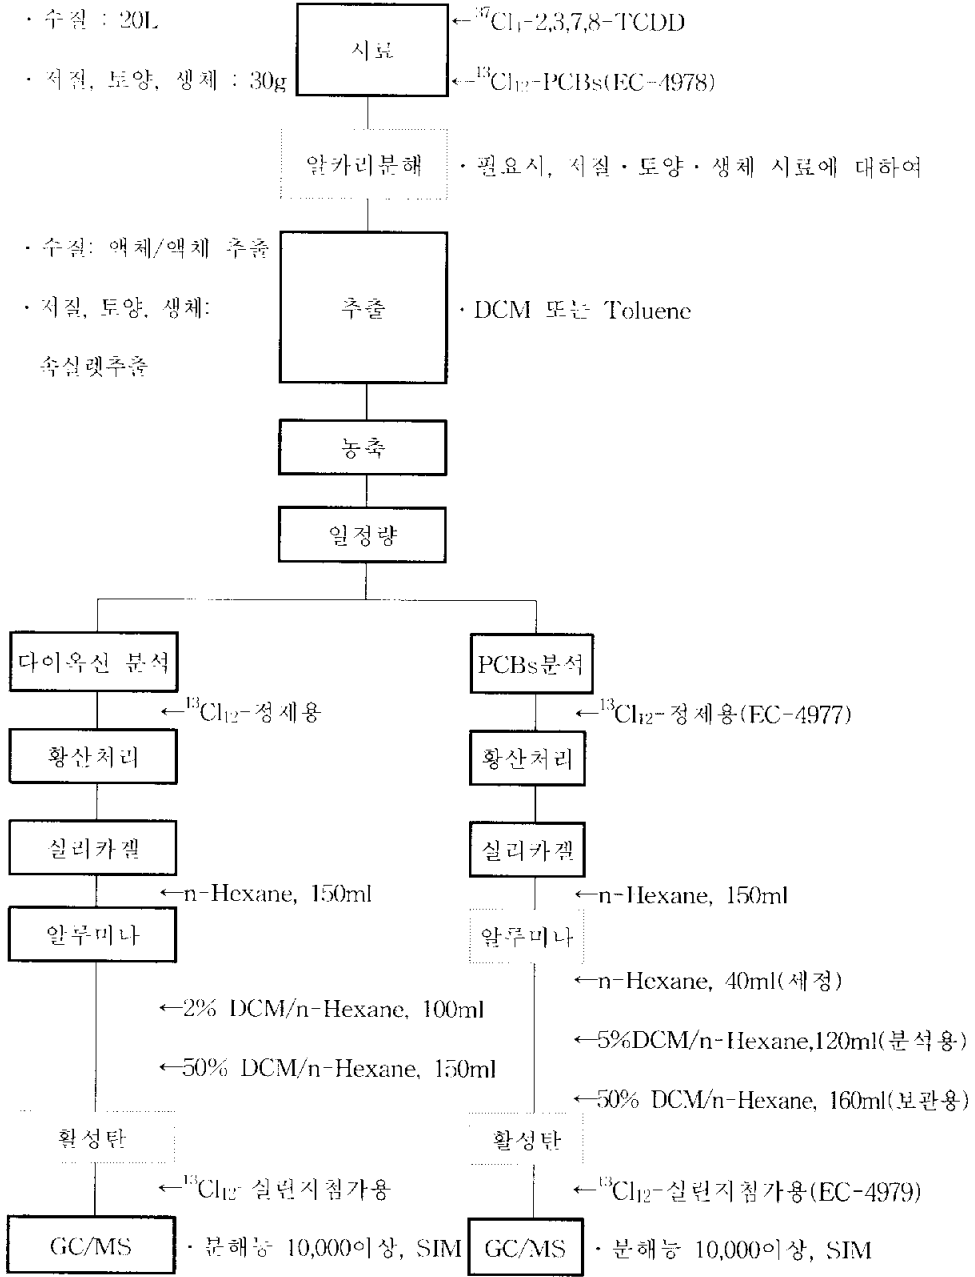 · 수질 : 20L
시료
←³⁷Cl₄-2,3,7,8-TCDD
· 저질, 토양, 생체 : 30g
←¹³Cl₁₂-PCBs(EC-4978)
알카리분해
· 필요시, 저질 · 토양 · 생체 시료에 대하여
· 수질: 액체/액체 추출
· 저질, 토양, 생체:
속실렛추출
추출
· DCM 또는 Toluene
농축
일정량
다이옥신 분석
PCBs분석
←¹³Cl₁₂-정제용
←¹³Cl₁₂-정제용(EC-4977)
황산처리
황산처리
실리카겔
실리카겔
←n-Hexane, 150ml
←n-Hexane, 150ml
알루미나
알루미나
←n-Hexane, 40ml(세정)
←2% DCM/n-Hexane, 100ml
←5%DCM/n-Hexane,120ml(분석용)
←50% DCM/n-Hexane, 150ml
←50% DCM/n-Hexane, 160ml(보관용)
활성탄
활성탄
←¹³Cl₁₂- 실린지첨가용
←¹³Cl₁₂-실린지첨가용(EC-4979)
GC/MS
· 분해능 10,000이상, SIM
GC/MS
· 분해능 10,000이상, SIM